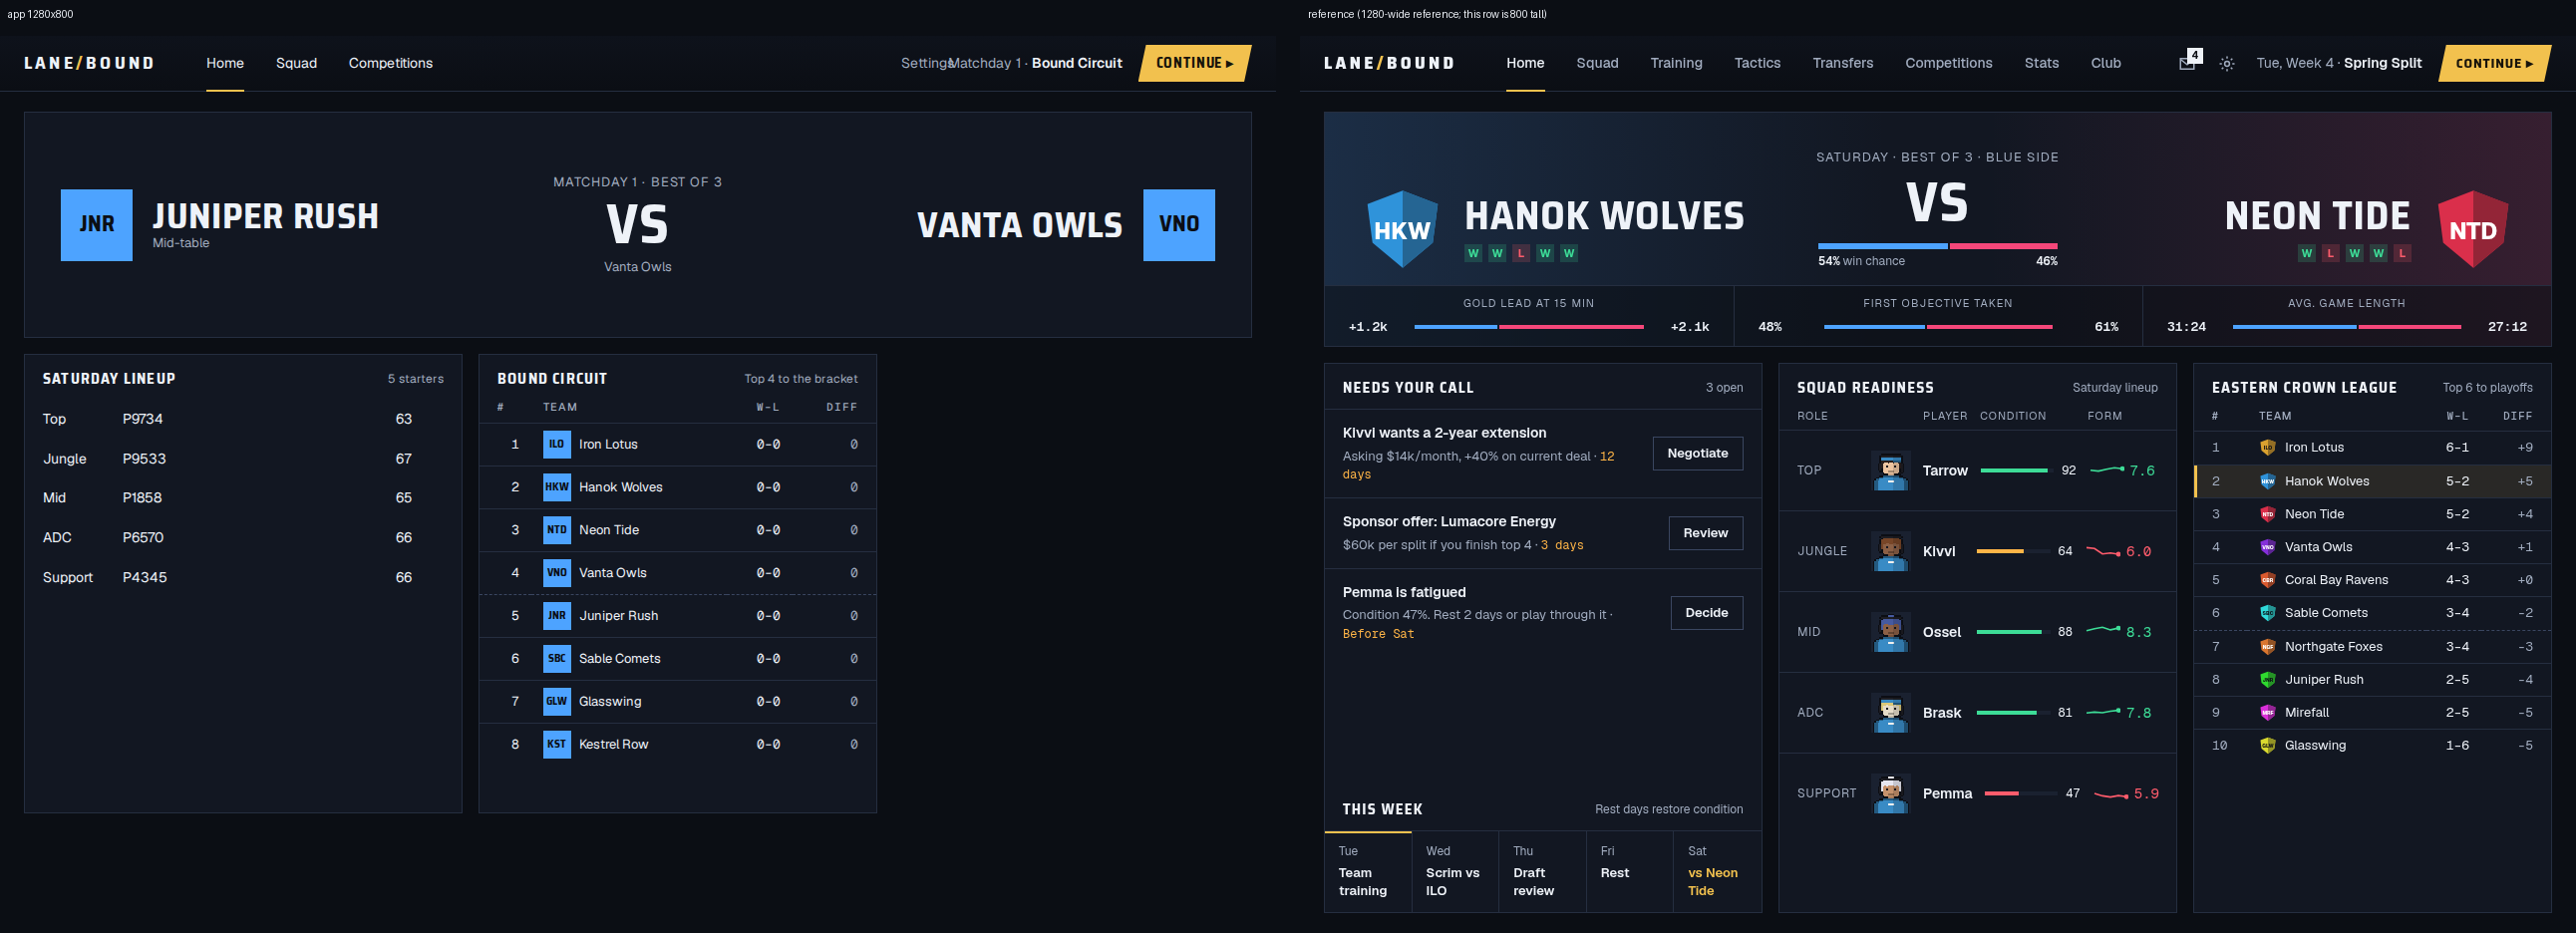 app 1280x800
LANE/BOUND
Home
Squad
Competitions
Settings
Matchday 1 · Bound Circuit
CONTINUE ▸
JNR
JUNIPER RUSH
Mid-table
MATCHDAY 1 · BEST OF 3
VS
Vanta Owls
VANTA OWLS
VNO
SATURDAY LINEUP
5 starters
Top P9734 63
Jungle P9533 67
Mid P1858 65
ADC P6570 66
Support P4345 66
BOUND CIRCUIT
Top 4 to the bracket
# TEAM W-L DIFF
1 ILO Iron Lotus 0-0 0
2 HKW Hanok Wolves 0-0 0
3 NTD Neon Tide 0-0 0
4 VNO Vanta Owls 0-0 0
5 JNR Juniper Rush 0-0 0
6 SBC Sable Comets 0-0 0
7 GLW Glasswing 0-0 0
8 KST Kestrel Row 0-0 0
reference (1280-wide reference; this row is 800 tall)
LANE/BOUND
Home
Squad
Training
Tactics
Transfers
Competitions
Stats
Club
4
Tue, Week 4 · Spring Split
CONTINUE ▸
HKW
HANOK WOLVES
W W L W W
SATURDAY · BEST OF 3 · BLUE SIDE
VS
54% win chance 46%
NEON TIDE
W L W W L
NTD
GOLD LEAD AT 15 MIN
+1.2k +2.1k
FIRST OBJECTIVE TAKEN
48% 61%
AVG. GAME LENGTH
31:24 27:12
NEEDS YOUR CALL
3 open
Kivvi wants a 2-year extension
Asking $14k/month, +40% on current deal · 12
days
Negotiate
Sponsor offer: Lumacore Energy
$60k per split if you finish top 4 · 3 days
Review
Pemma is fatigued
Condition 47%. Rest 2 days or play through it ·
Before Sat
Decide
THIS WEEK
Rest days restore condition
Tue
Team
training
Wed
Scrim vs
ILO
Thu
Draft
review
Fri
Rest
Sat
vs Neon
Tide
SQUAD READINESS
Saturday lineup
ROLE PLAYER CONDITION FORM
TOP Tarrow 92 7.6
JUNGLE Kivvi 64 6.0
MID Ossel 88 8.3
ADC Brask 81 7.8
SUPPORT Pemma 47 5.9
EASTERN CROWN LEAGUE
Top 6 to playoffs
# TEAM W-L DIFF
1 ILO Iron Lotus 6-1 +9
2 HKW Hanok Wolves 5-2 +5
3 NTD Neon Tide 5-2 +4
4 VNO Vanta Owls 4-3 +1
5 CBR Coral Bay Ravens 4-3 +0
6 SBC Sable Comets 3-4 -2
7 NGF Northgate Foxes 3-4 -3
8 JNR Juniper Rush 2-5 -4
9 MRF Mirefall 2-5 -5
10 GLW Glasswing 1-6 -5